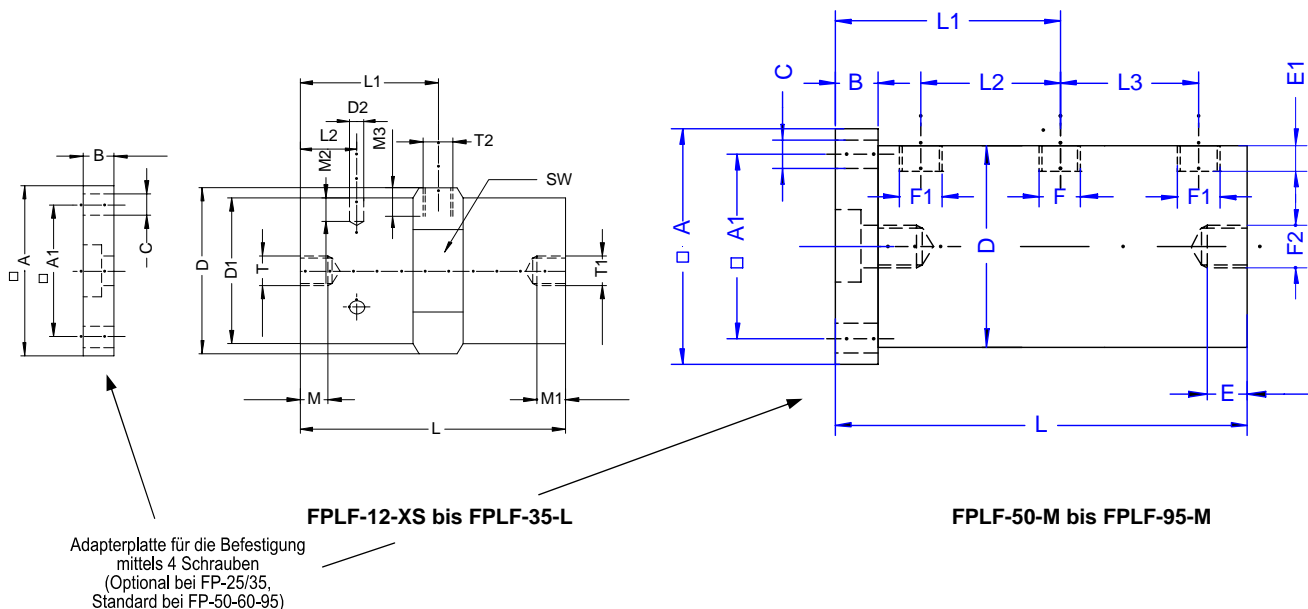 L1
D2
L2
M2
M3
T2
SW
B
□ A
□ A1
C
D
D1
T
T1
M
M1
L
L1
C
B
L2
L3
E1
□ A
□ A1
F1
F
F1
D
F2
E
L
FPLF-12-XS bis FPLF-35-L
FPLF-50-M bis FPLF-95-M
Adapterplatte für die Befestigung
mittels 4 Schrauben
(Optional bei FP-25/35,
Standard bei FP-50-60-95)